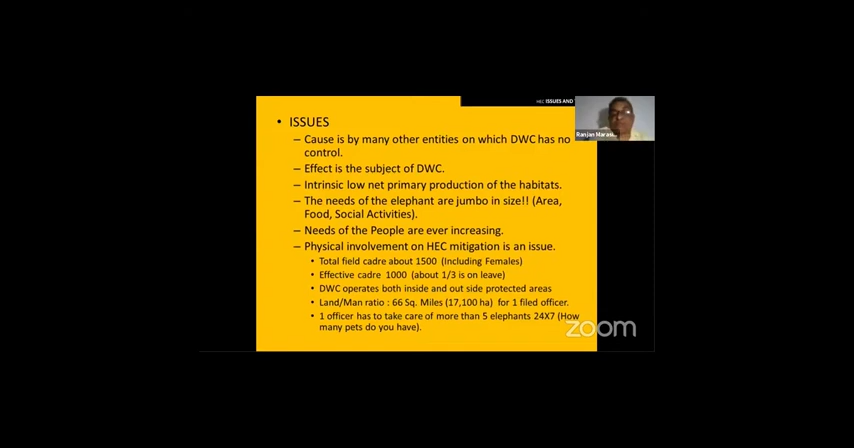 HEC ISSUES AND
Ranjan Maras
• ISSUES
– Cause is by many other entities on which DWC has no
control.
– Effect is the subject of DWC.
– Intrinsic low net primary production of the habitats.
– The needs of the elephant are jumbo in size!! (Area,
Food, Social Activities).
– Needs of the People are ever increasing.
– Physical involvement on HEC mitigation is an issue.
• Total field cadre about 1500 (Including Females)
• Effective cadre 1000 (about 1/3 is on leave)
• DWC operates both inside and out side protected areas
• Land/Man ratio : 66 Sq. Miles (17,100 ha) for 1 filed officer.
• 1 officer has to take care of more than 5 elephants 24X7 (How
many pets do you have).
zoom